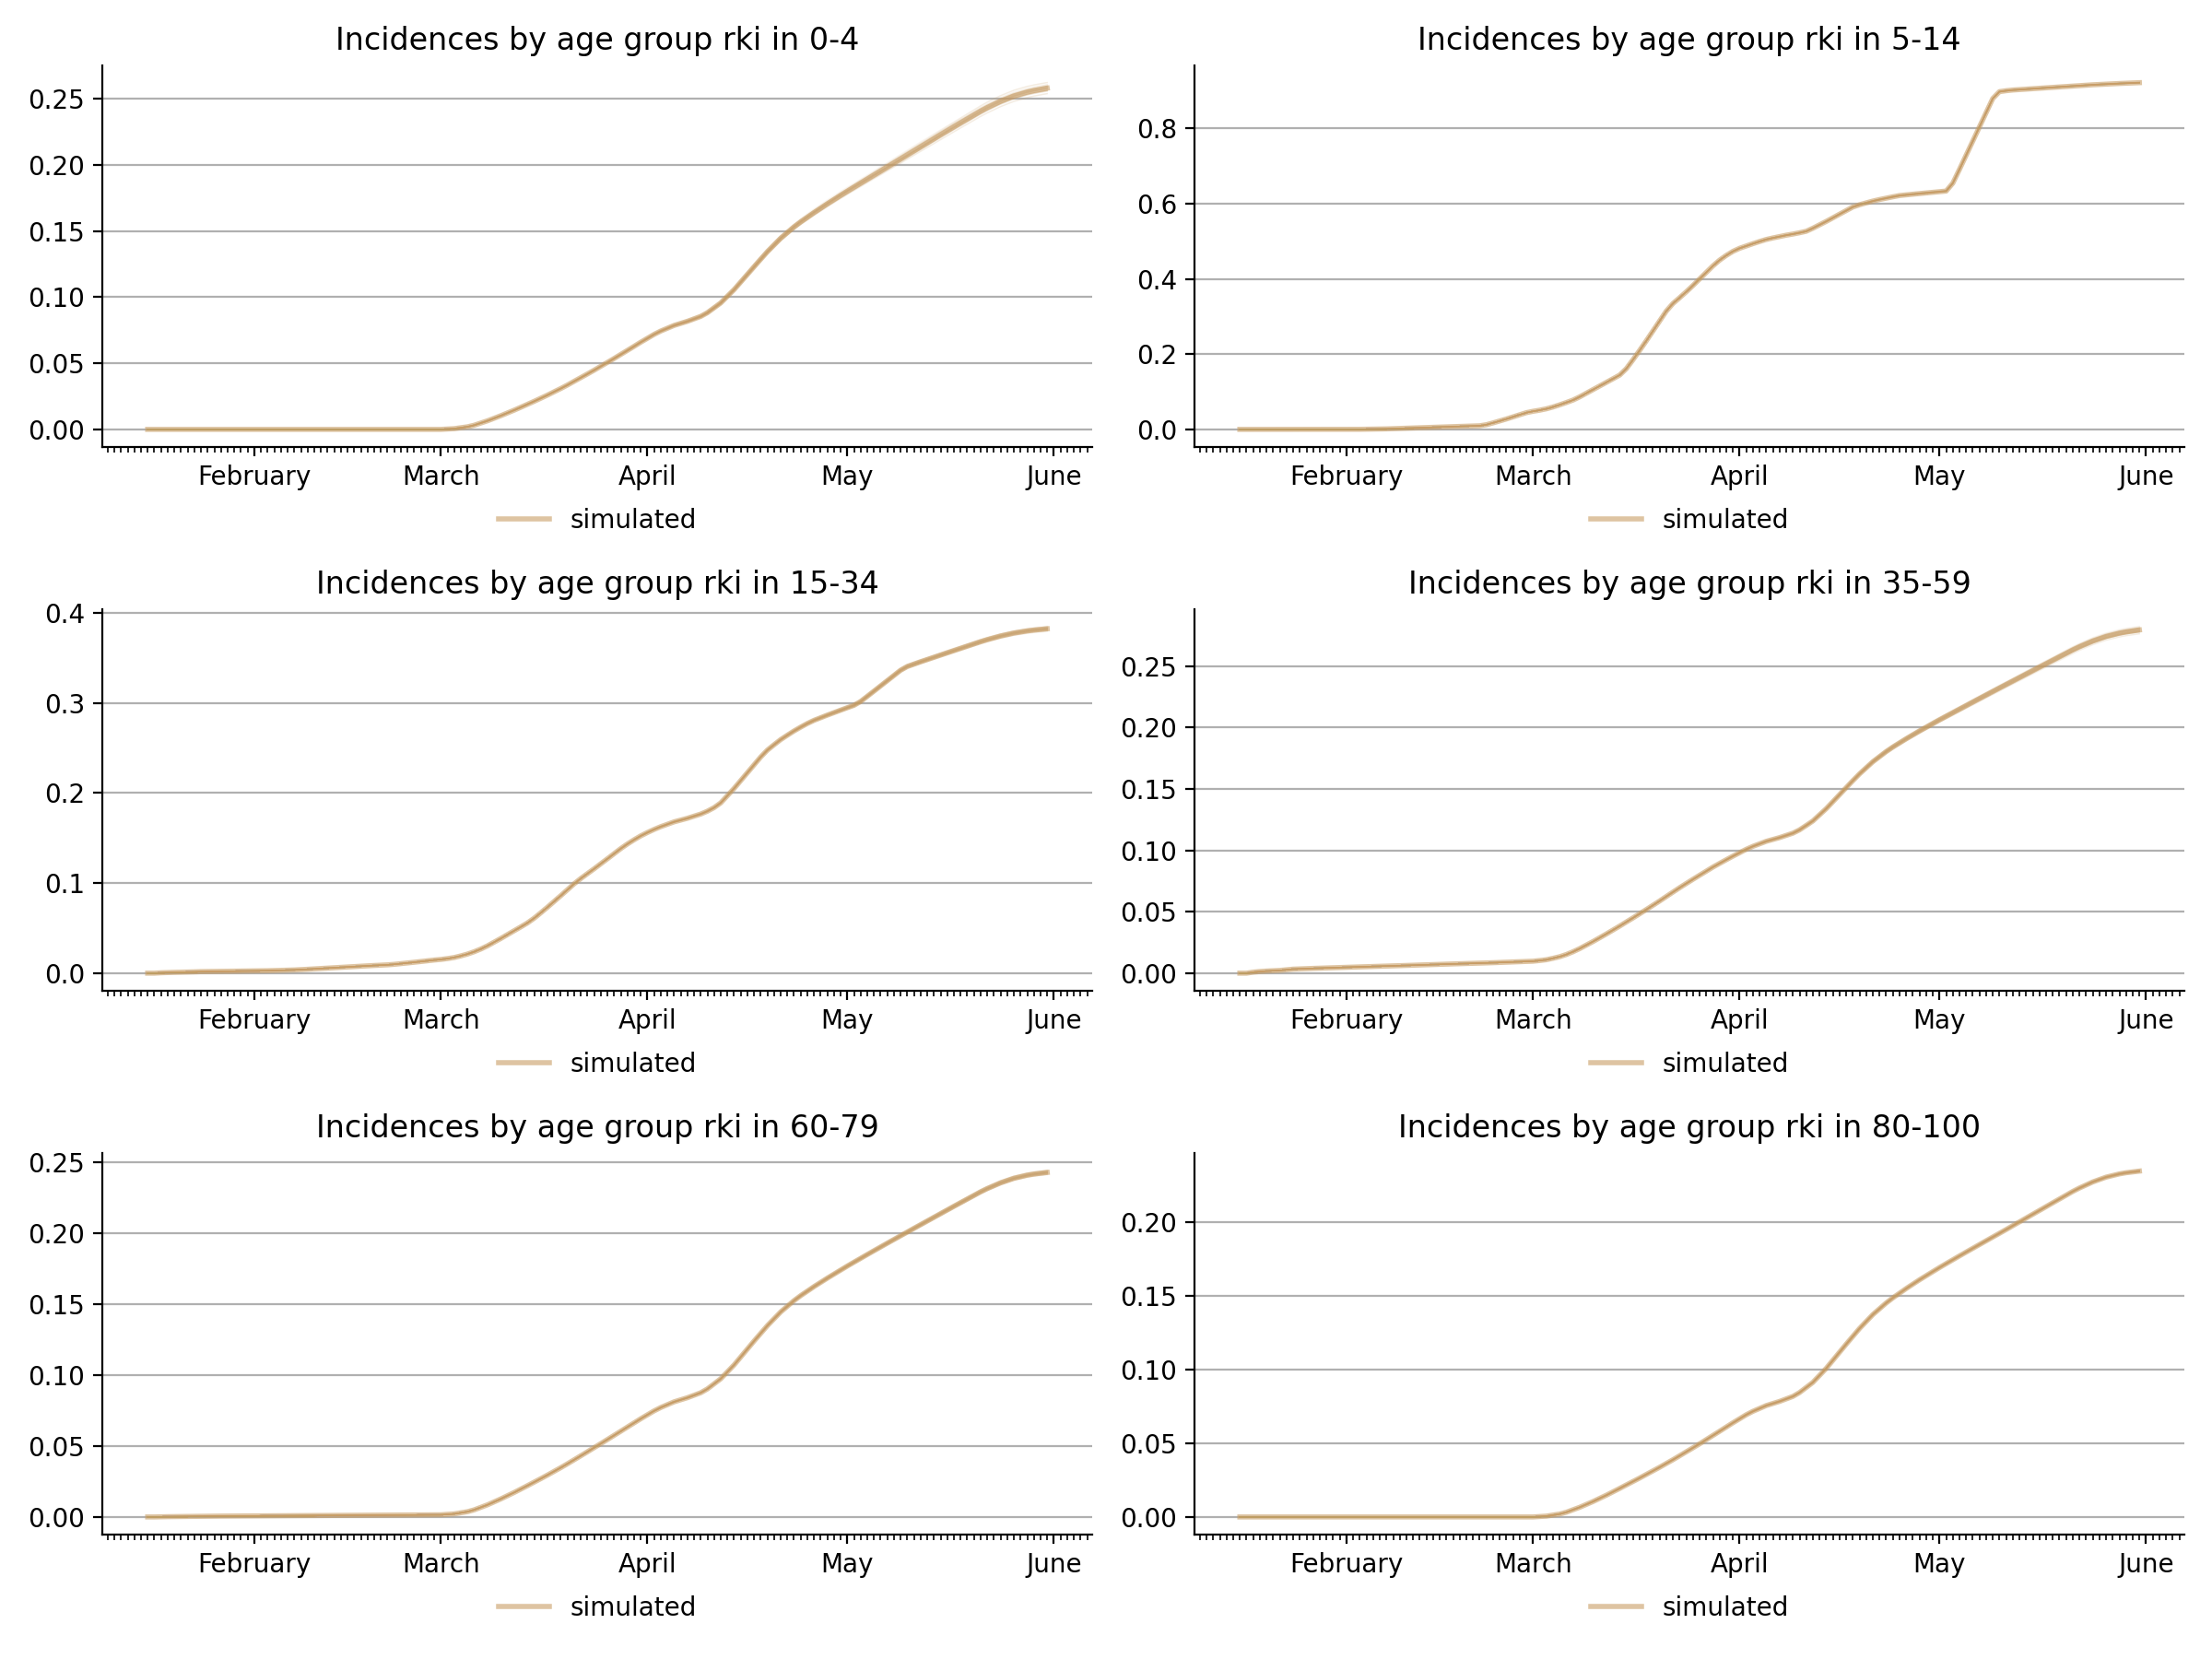 Incidences by age group rki in 0-4
0.25
0.20
0.15
0.10
0.05
0.00
February March April May June
simulated
Incidences by age group rki in 5-14
0.8
0.6
0.4
0.2
0.0
February March April May June
simulated
Incidences by age group rki in 15-34
0.4
0.3
0.2
0.1
0.0
February March April May June
simulated
Incidences by age group rki in 35-59
0.25
0.20
0.15
0.10
0.05
0.00
February March April May June
simulated
Incidences by age group rki in 60-79
0.25
0.20
0.15
0.10
0.05
0.00
February March April May June
simulated
Incidences by age group rki in 80-100
0.20
0.15
0.10
0.05
0.00
February March April May June
simulated